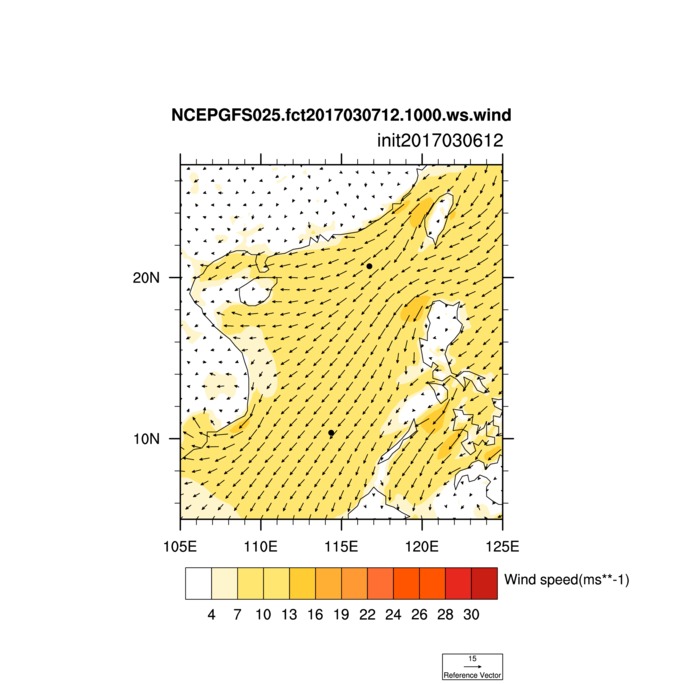 NCEPGFS025.fct2017030712.1000.ws.wind
init2017030612
20N
10N
105E 110E 115E 120E 125E
Wind speed(ms**-1)
4 7 10 13 16 19 22 24 26 28 30
15
Reference Vector